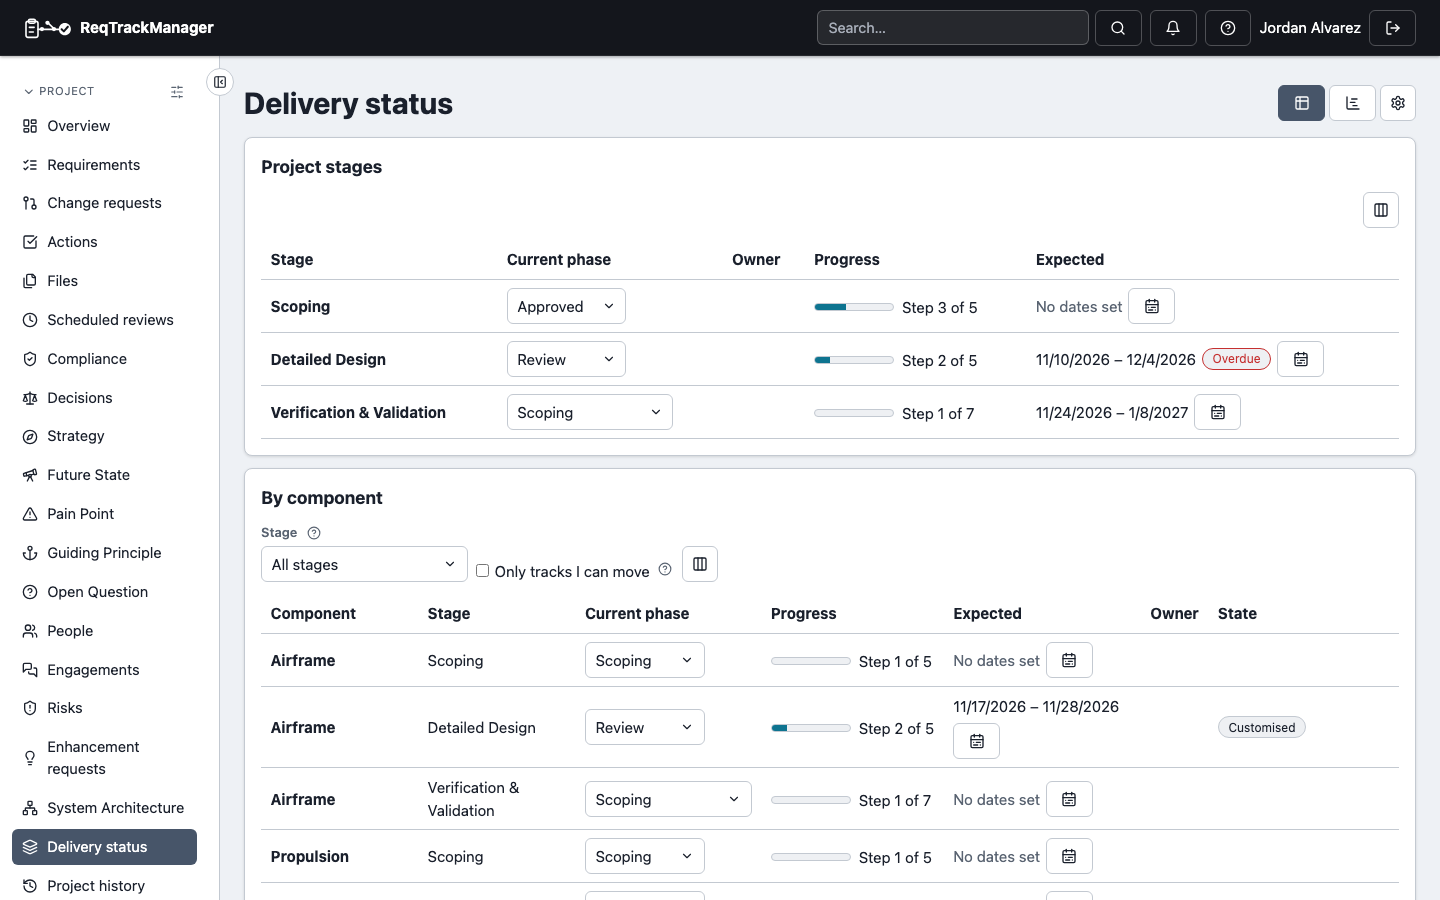 ReqTrackManager
Search...
Jordan Alvarez
PROJECT
Overview
Requirements
Change requests
Actions
Files
Scheduled reviews
Compliance
Decisions
Strategy
Future State
Pain Point
Guiding Principle
Open Question
People
Engagements
Risks
Enhancement
requests
System Architecture
Delivery status
Project history
Delivery status
Project stages
Stage Current phase Owner Progress Expected
Scoping Approved Step 3 of 5 No dates set
Detailed Design Review Step 2 of 5 11/10/2026 – 12/4/2026 Overdue
Verification & Validation Scoping Step 1 of 7 11/24/2026 – 1/8/2027
By component
Stage
All stages Only tracks I can move
Component Stage Current phase Progress Expected Owner State
Airframe Scoping Scoping Step 1 of 5 No dates set
Airframe Detailed Design Review Step 2 of 5 11/17/2026 – 11/28/2026 Customised
Airframe Verification &
Validation Scoping Step 1 of 7 No dates set
Propulsion Scoping Scoping Step 1 of 5 No dates set